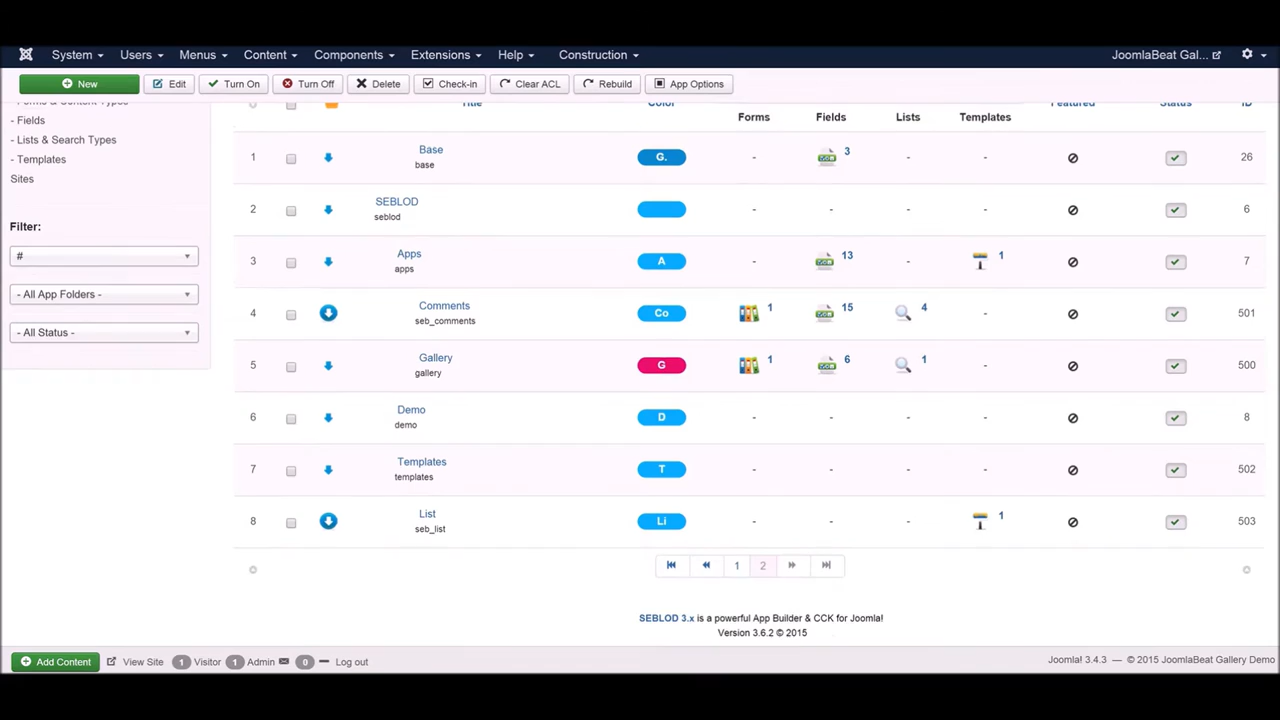 System Users Menus Content Components Extensions Help Construction JoomlaBeat Gal...
New Edit Turn On Turn Off Delete Check-in Clear ACL Rebuild App Options
- Forms & Content Types
- Fields
- Lists & Search Types
- Templates
Sites
Filter:
#
- All App Folders -
- All Status -
Title Color Featured Status ID
Forms Fields Lists Templates
1 Base G. - 3 - - 26
base
2 SEBLOD - - - - 6
seblod
3 Apps A - 13 - 1 7
apps
4 Comments Co 1 15 4 - 501
seb_comments
5 Gallery G 1 6 1 - 500
gallery
6 Demo D - - - - 8
demo
7 Templates T - - - - 502
templates
8 List Li - - - 1 503
seb_list
1 2
SEBLOD 3.x is a powerful App Builder & CCK for Joomla!
Version 3.6.2 © 2015
Add Content View Site 1 Visitor 1 Admin 0 Log out Joomla! 3.4.3 — © 2015 JoomlaBeat Gallery Demo